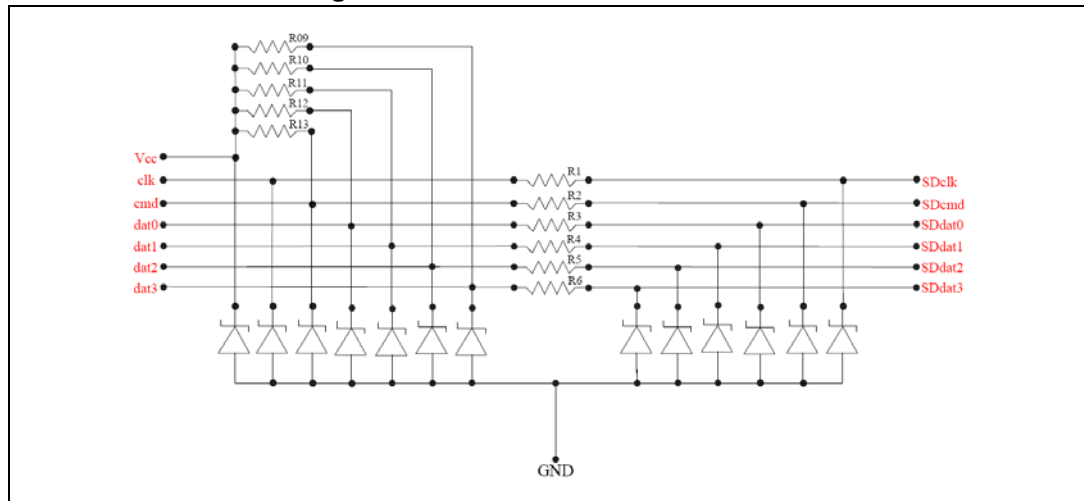 R09
R10
R11
R12
R13
Vcc
clk R1 SDclk
cmd R2 SDcmd
dat0 R3 SDdat0
dat1 R4 SDdat1
dat2 R5 SDdat2
dat3 R6 SDdat3
GND